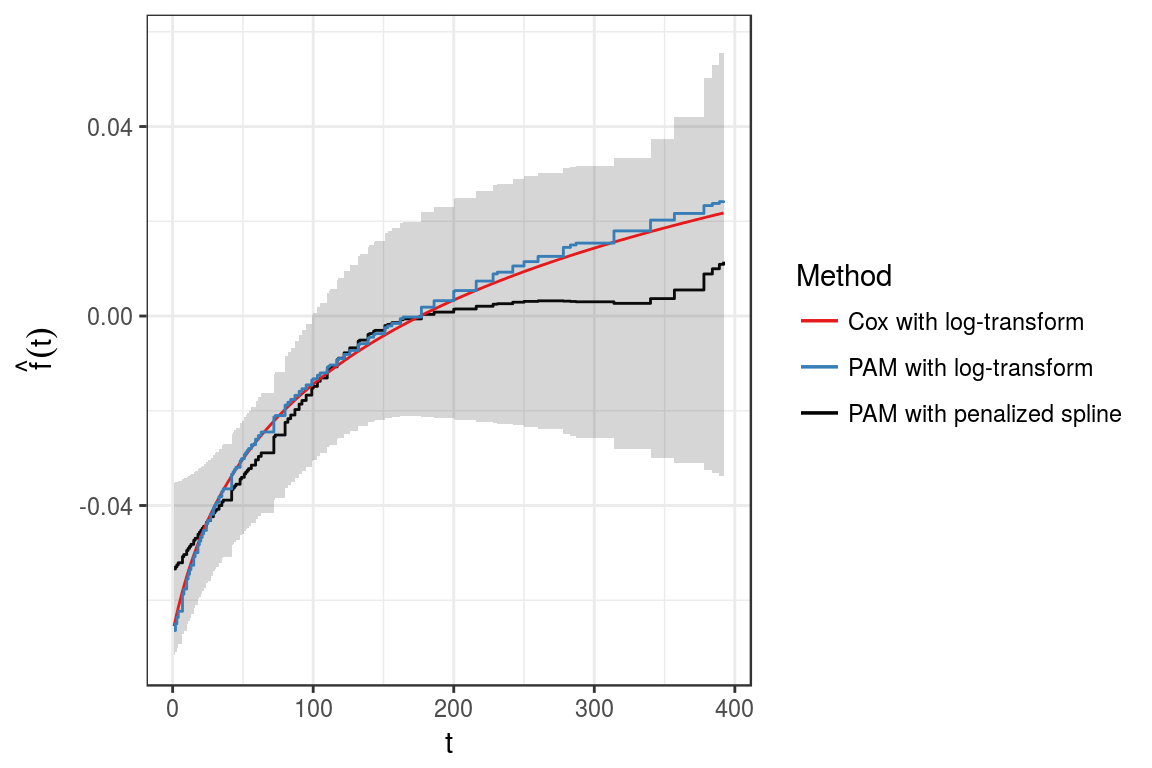 0.04
0.00
-0.04
f̂(t)
0
100
200
300
400
t
Method
Cox with log-transform
PAM with log-transform
PAM with penalized spline